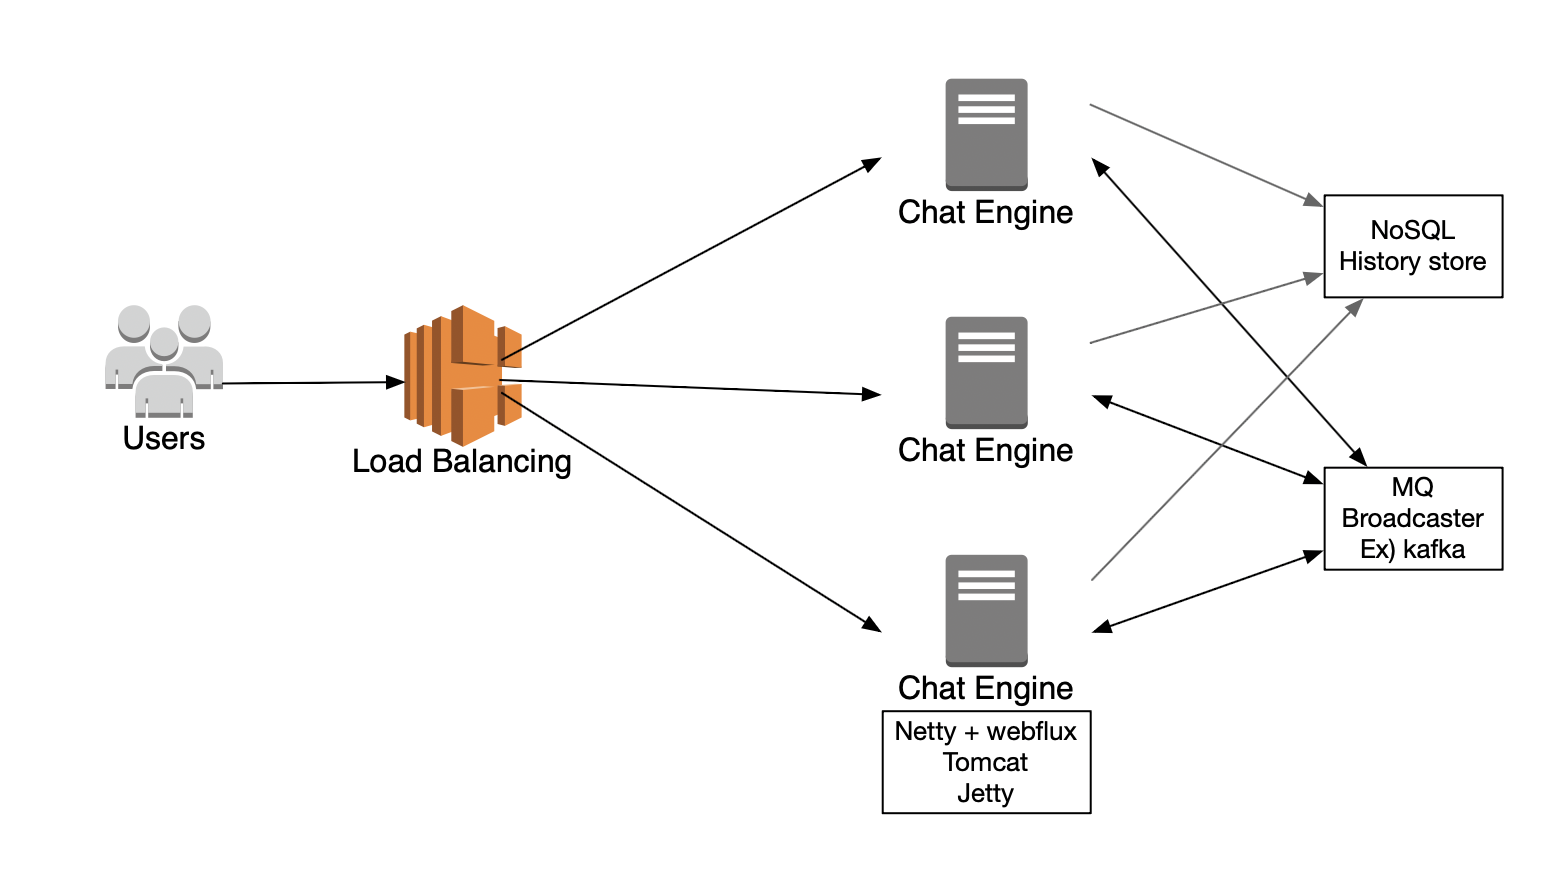 Chat Engine
NoSQL
History store
Users
Load Balancing
Chat Engine
MQ
Broadcaster
Ex) kafka
Chat Engine
Netty + webflux
Tomcat
Jetty